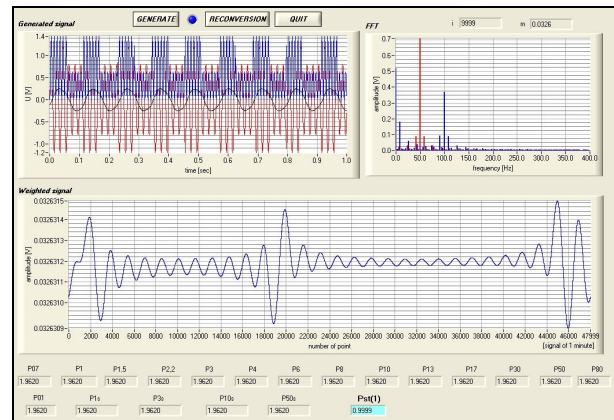 GENERATE RECONVERSION QUIT
Generated signal
FFT
i 9999
m 0.0326
U [V]
1.4
1.0
0.5
0.0
-0.5
-1.0
-1.2
0.0 0.1 0.2 0.3 0.4 0.5 0.6 0.7 0.8 0.9 1.0
time [sec]
amplitude [V]
0.7
0.6
0.5
0.4
0.3
0.2
0.1
0.0
0.0 50.0 100.0 150.0 200.0 250.0 300.0 350.0 400.0
frequency [Hz]
Weighted signal
amplitude [V]
0.0326315
0.0326314
0.0326312
0.0326310
0.0326309
0 2000 4000 6000 8000 10000 12000 14000 16000 18000 20000 22000 24000 26000 28000 30000 32000 34000 36000 38000 40000 42000 44000 47999
number of point
[signal of 1 minute]
P07 P1 P1,5 P2,2 P3 P4 P6 P8 P10 P13 P17 P30 P50 P80
1.9620 1.9620 1.9620 1.9620 1.9620 1.9620 1.9620 1.9620 1.9620 1.9620 1.9620 1.9620 1.9620 1.9620
P01 P1s P3s P10s P50s Pst(1)
1.9620 1.9620 1.9620 1.9620 1.9620 0.9999